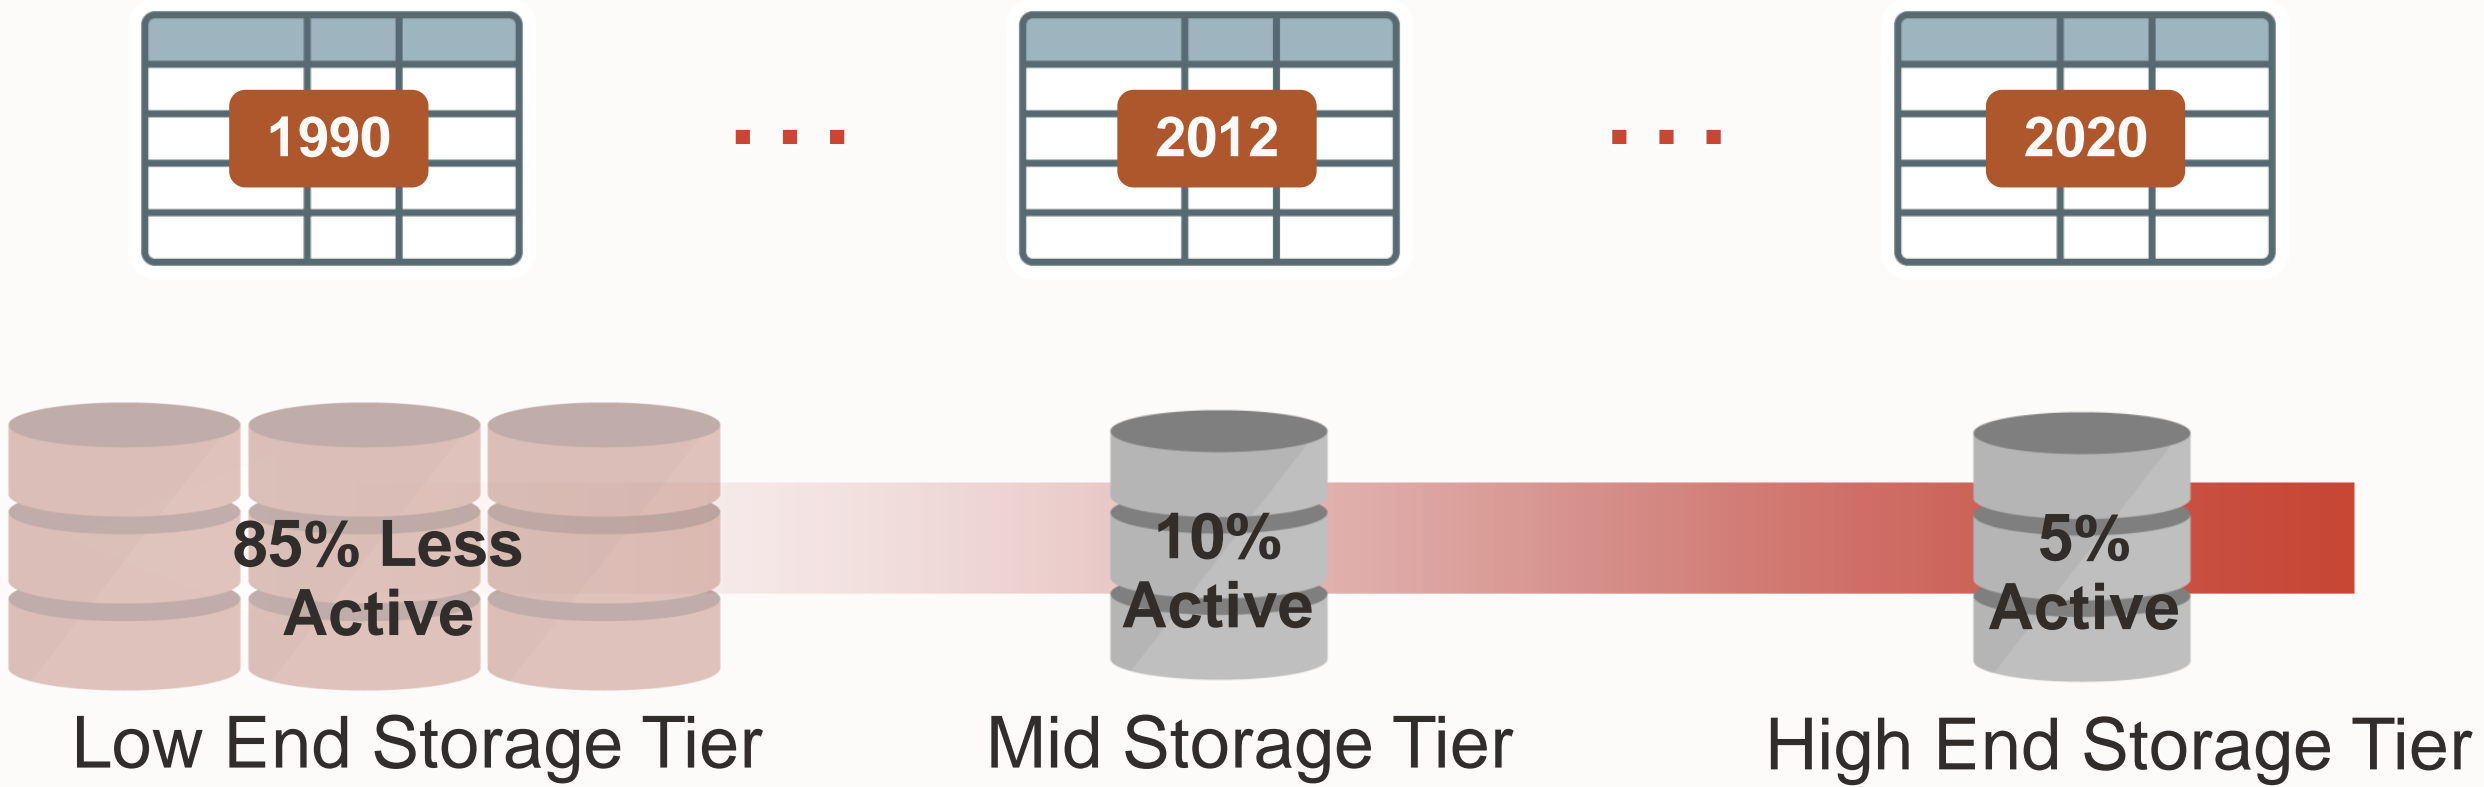 1990
...
2012
...
2020
85% Less
Active
10%
Active
5%
Active
Low End Storage Tier
Mid Storage Tier
High End Storage Tier